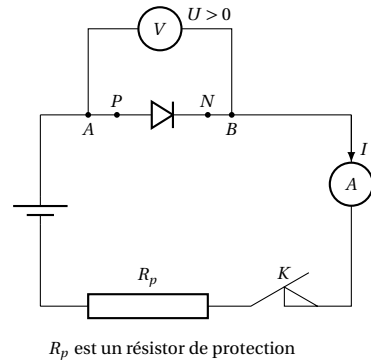 V U > 0
P N
A B
I
A
R_p K
R_p est un résistor de protection